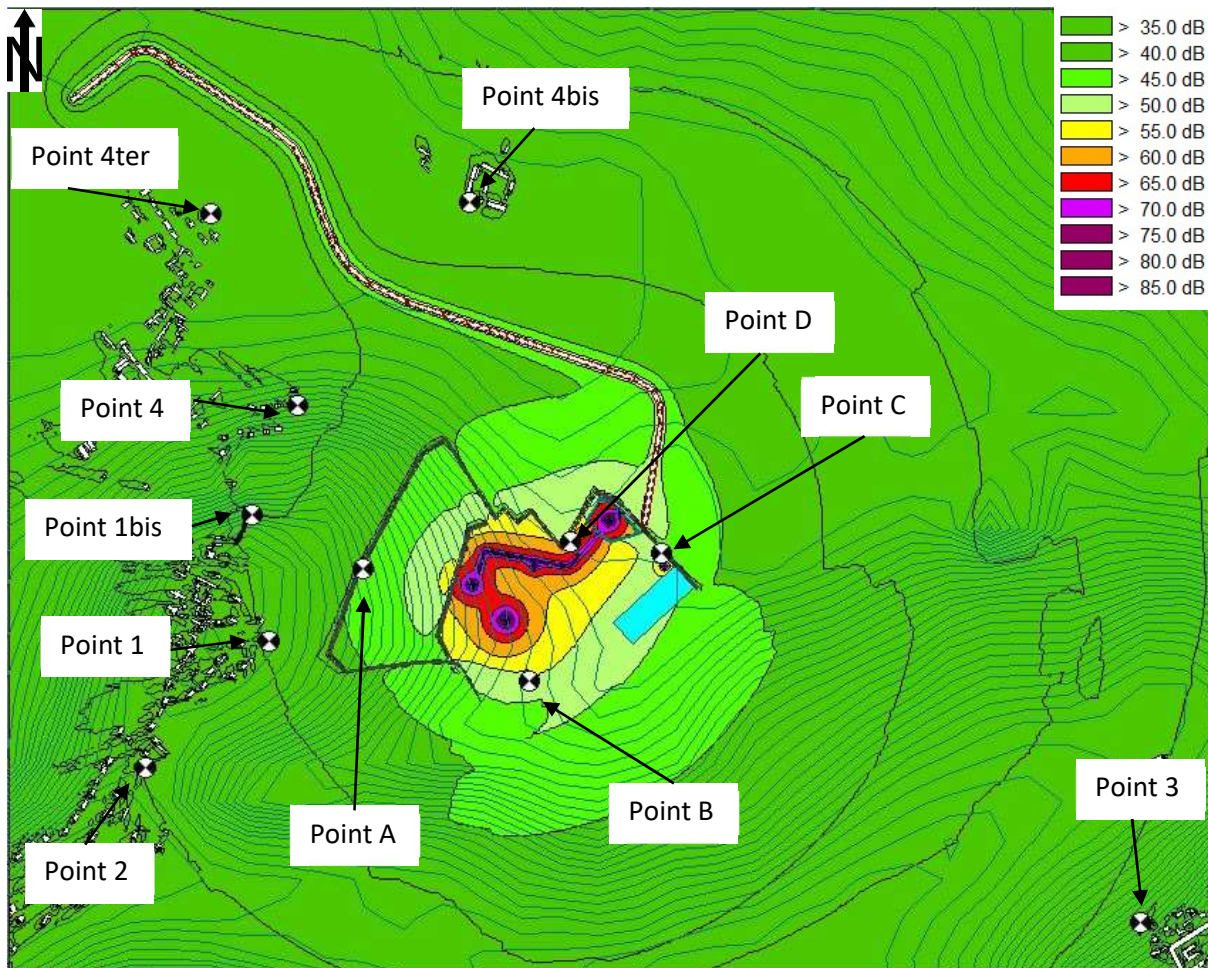 N
> 35.0 dB
> 40.0 dB
> 45.0 dB
> 50.0 dB
> 55.0 dB
> 60.0 dB
> 65.0 dB
> 70.0 dB
> 75.0 dB
> 80.0 dB
> 85.0 dB
Point 4bis
Point 4ter
Point D
Point C
Point 4
Point 1bis
Point 1
Point 3
Point B
Point A
Point 2